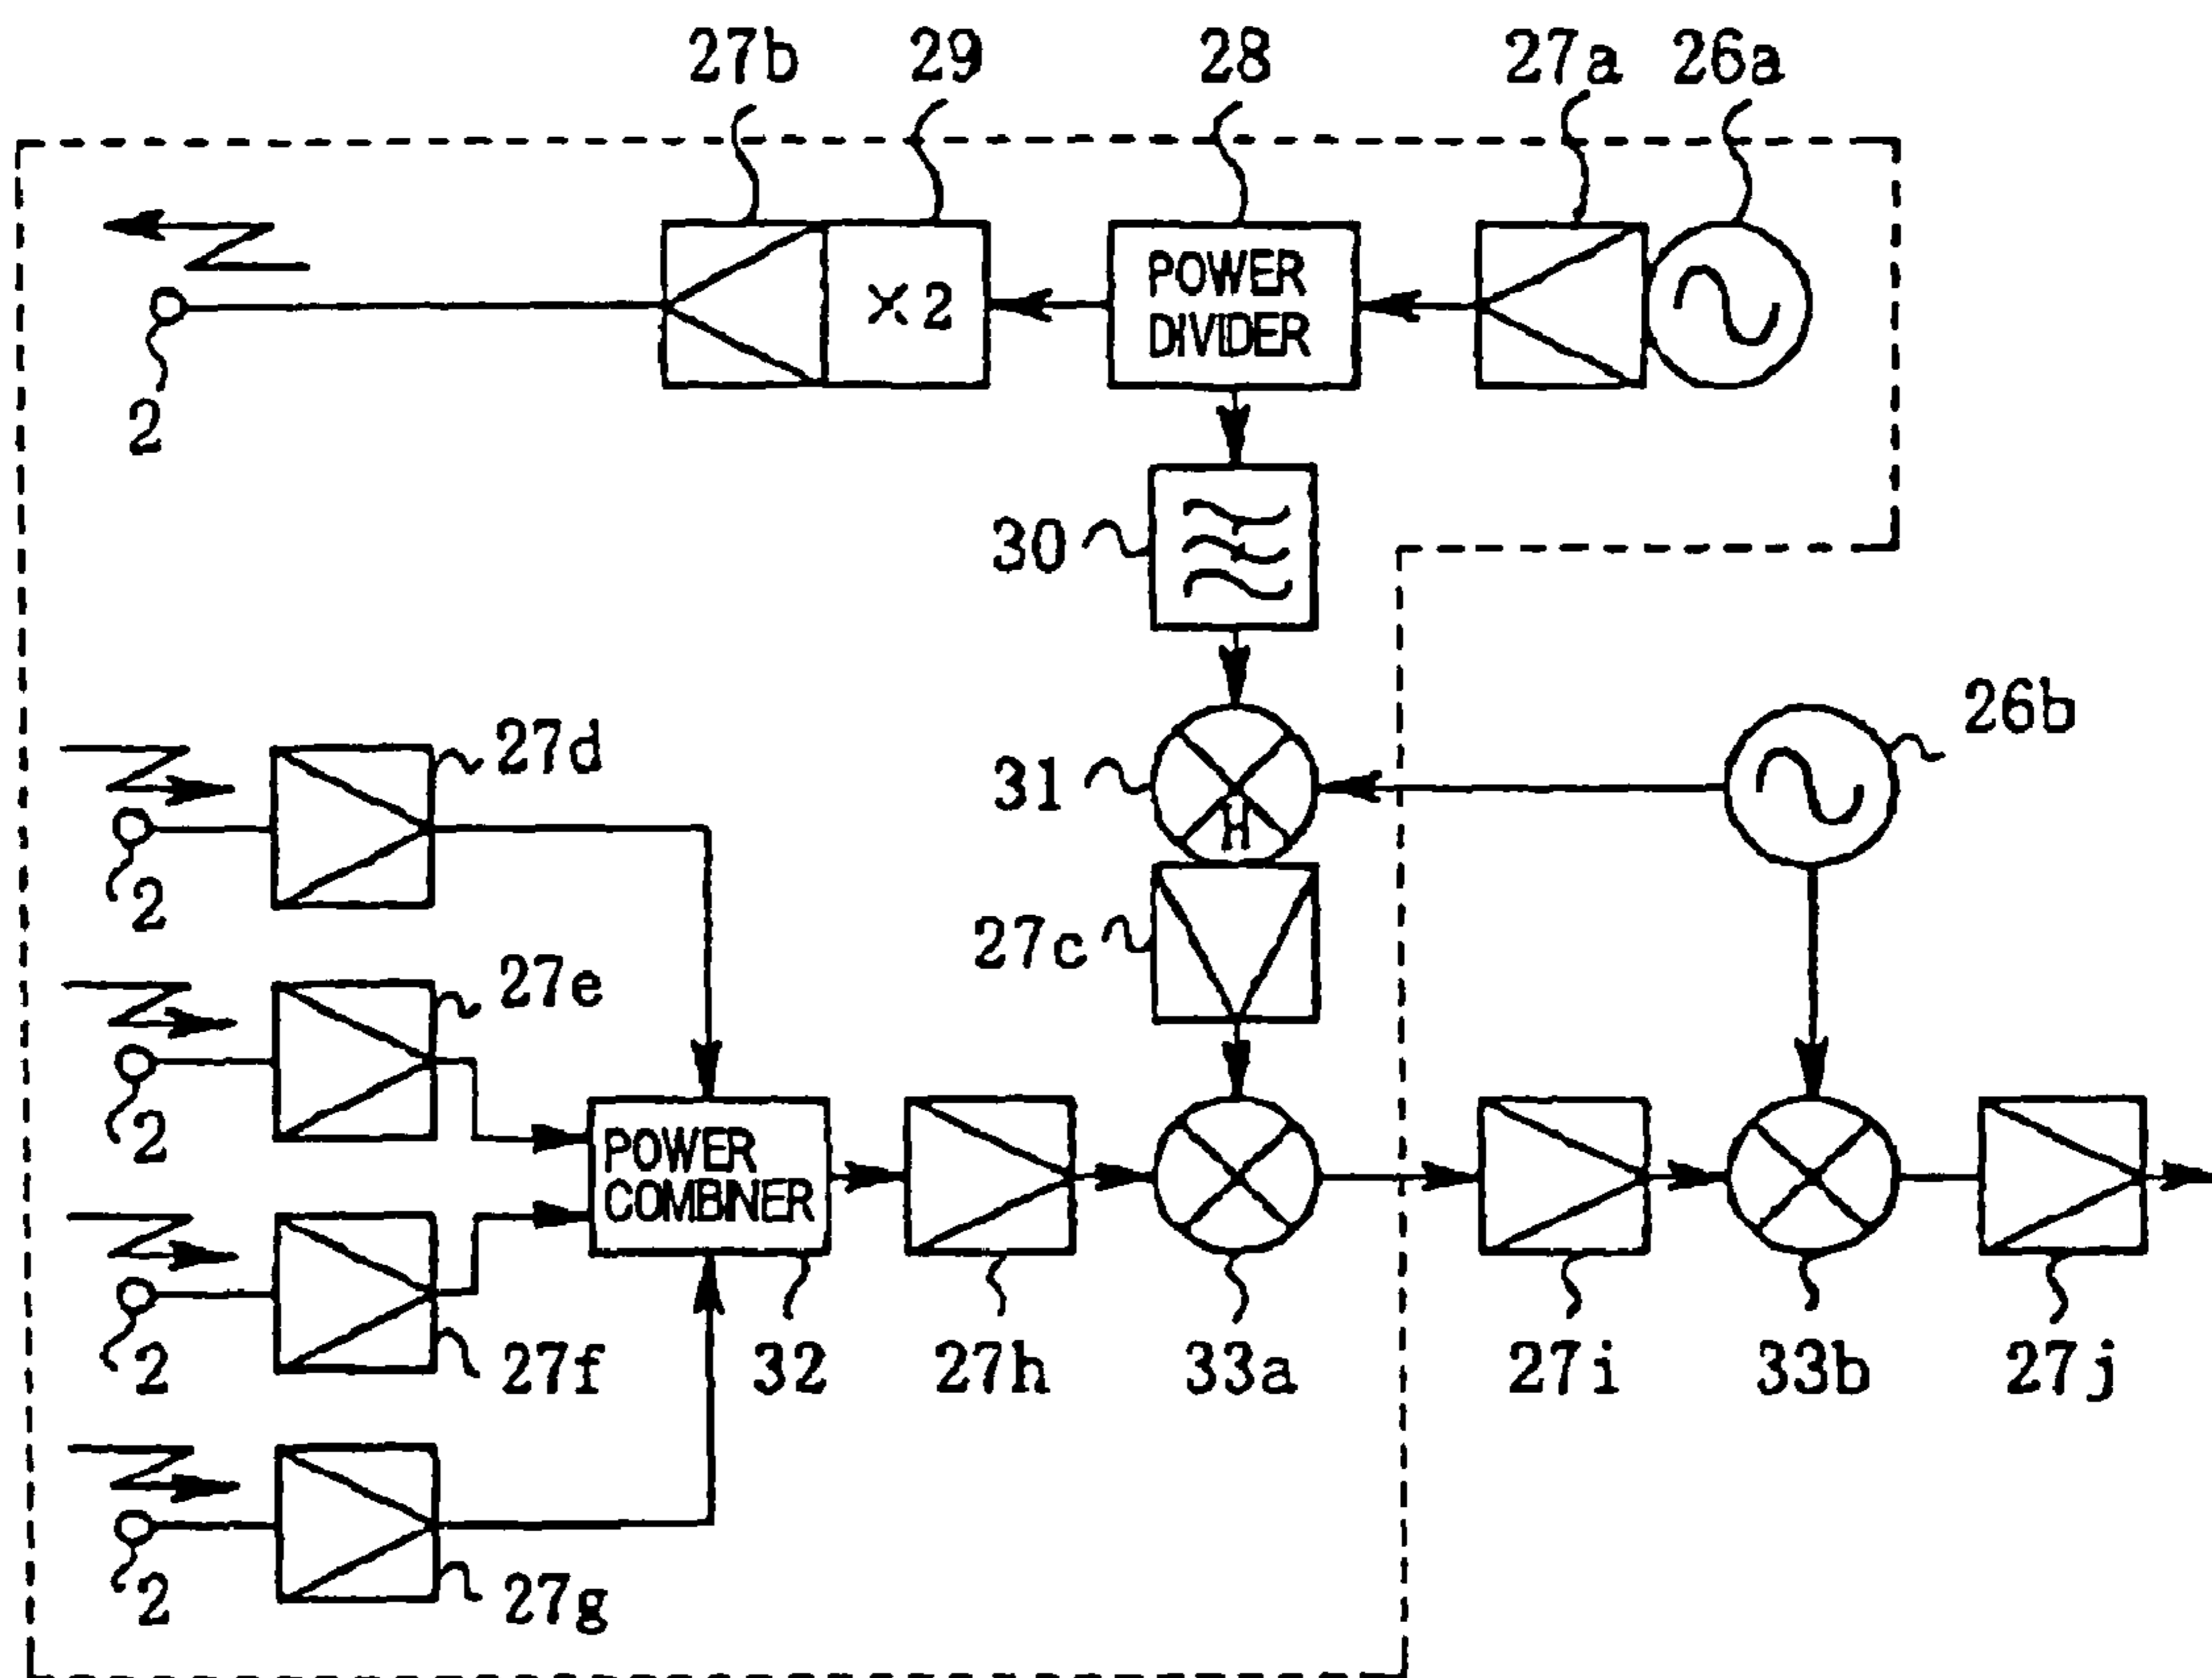 27b 29 28 27a 26a
×2
POWER
DIVIDER
2
30
26b
27d
31
H
2
27c
27e
2
POWER
COMBINER
2
27f
32
27h
33a
27i
33b
27j
2
27g